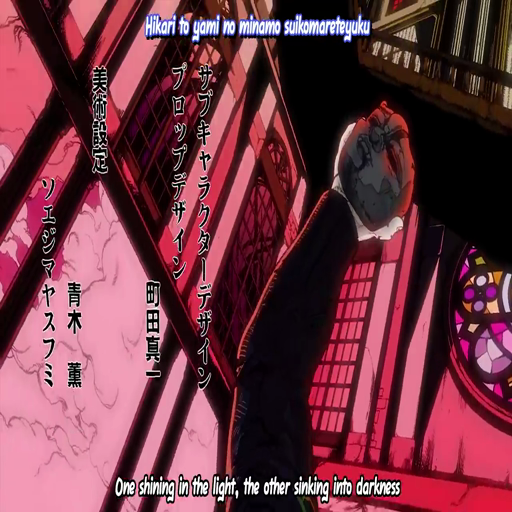 Hikari to yami no minamo suikomareteyuku
サブキャラクターデザイン
プロップデザイン
町田真一
美術設定
青木 薫
ソエジマヤスフミ
One shining in the light, the other sinking into darkness